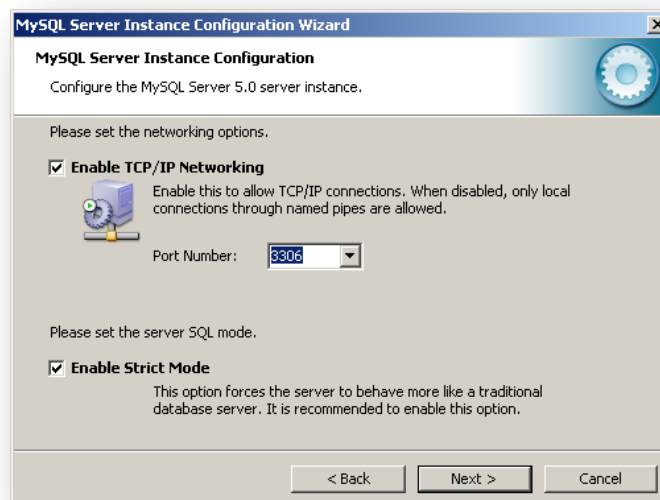 MySQL Server Instance Configuration Wizard
MySQL Server Instance Configuration
Configure the MySQL Server 5.0 server instance.
Please set the networking options.
Enable TCP/IP Networking
Enable this to allow TCP/IP connections. When disabled, only local
connections through named pipes are allowed.
Port Number: 3306
Please set the server SQL mode.
Enable Strict Mode
This option forces the server to behave more like a traditional
database server. It is recommended to enable this option.
< Back Next > Cancel